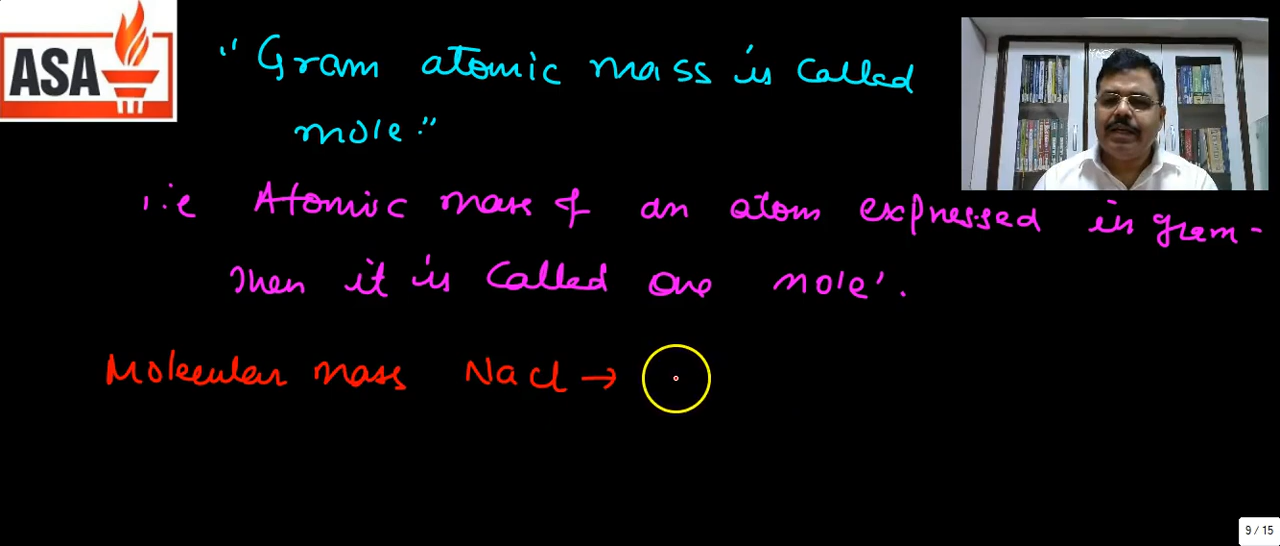 ASA
" Gram atomic mass is called
mole."
i.e Atomic mass of an atom expressed in gram-
then it is called one mole'.
Molecular mass NaCl →
9 / 15